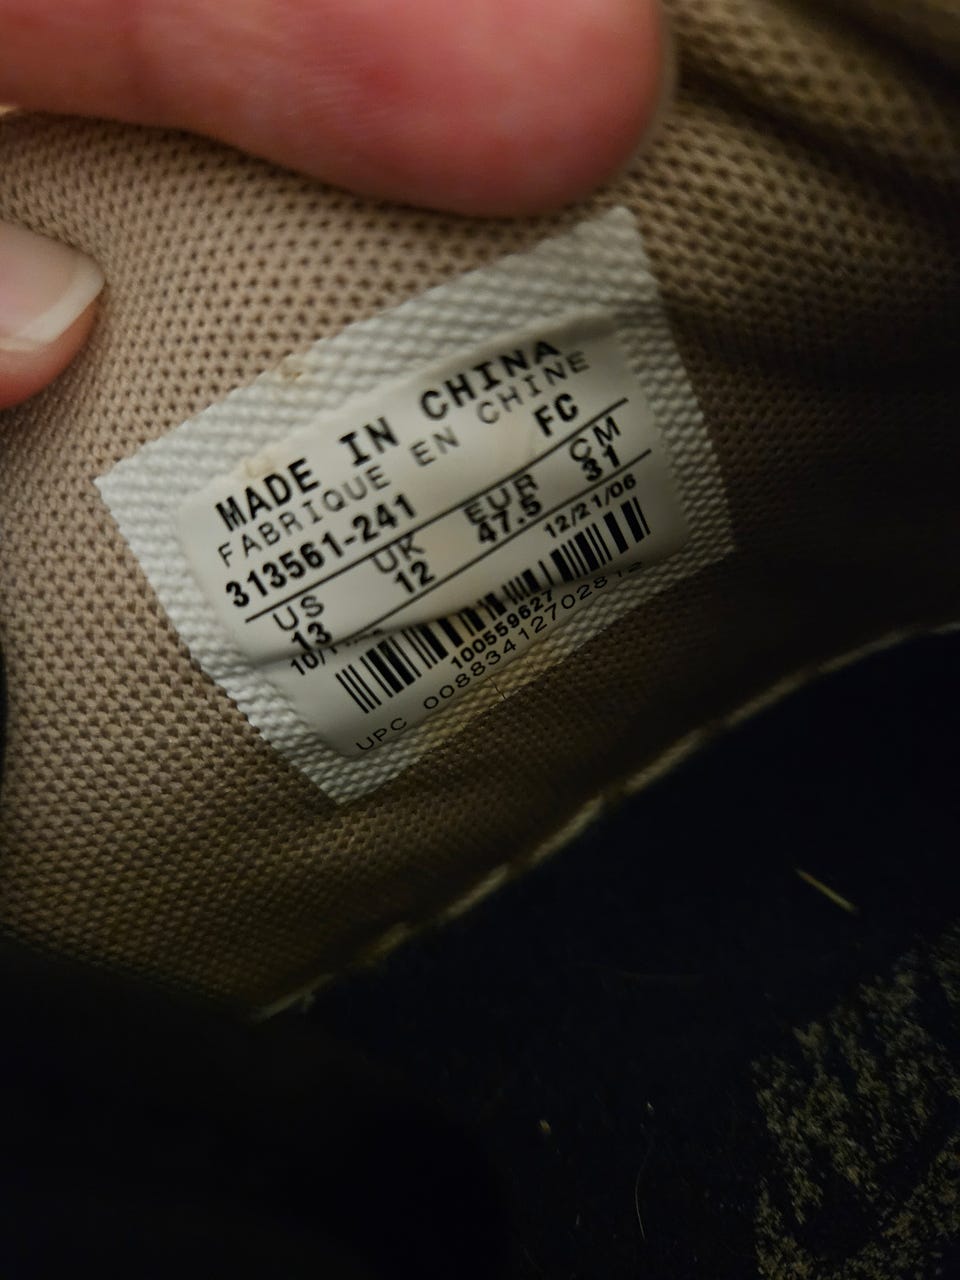 MADE IN CHINA
FABRIQUE EN CHINE
313561-241 FC
US UK EUR CM
13 12 47.5 31
12/21/06
100559627
UPC 00883412702812